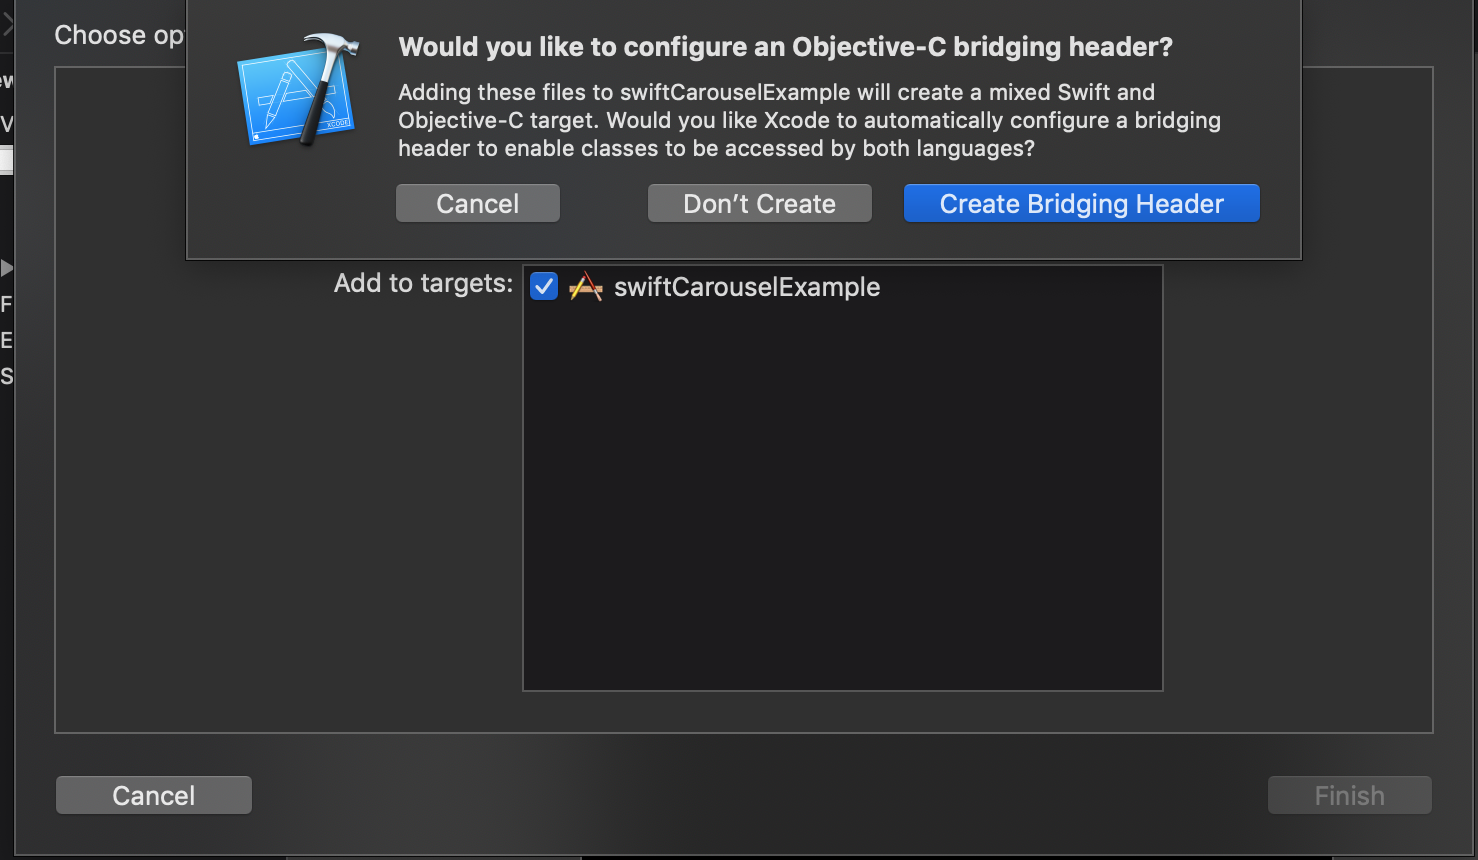 Choose op
Would you like to configure an Objective-C bridging header?
Adding these files to swiftCarouselExample will create a mixed Swift and
Objective-C target. Would you like Xcode to automatically configure a bridging
header to enable classes to be accessed by both languages?
Cancel
Don’t Create
Create Bridging Header
Add to targets:
swiftCarouselExample
Cancel
Finish